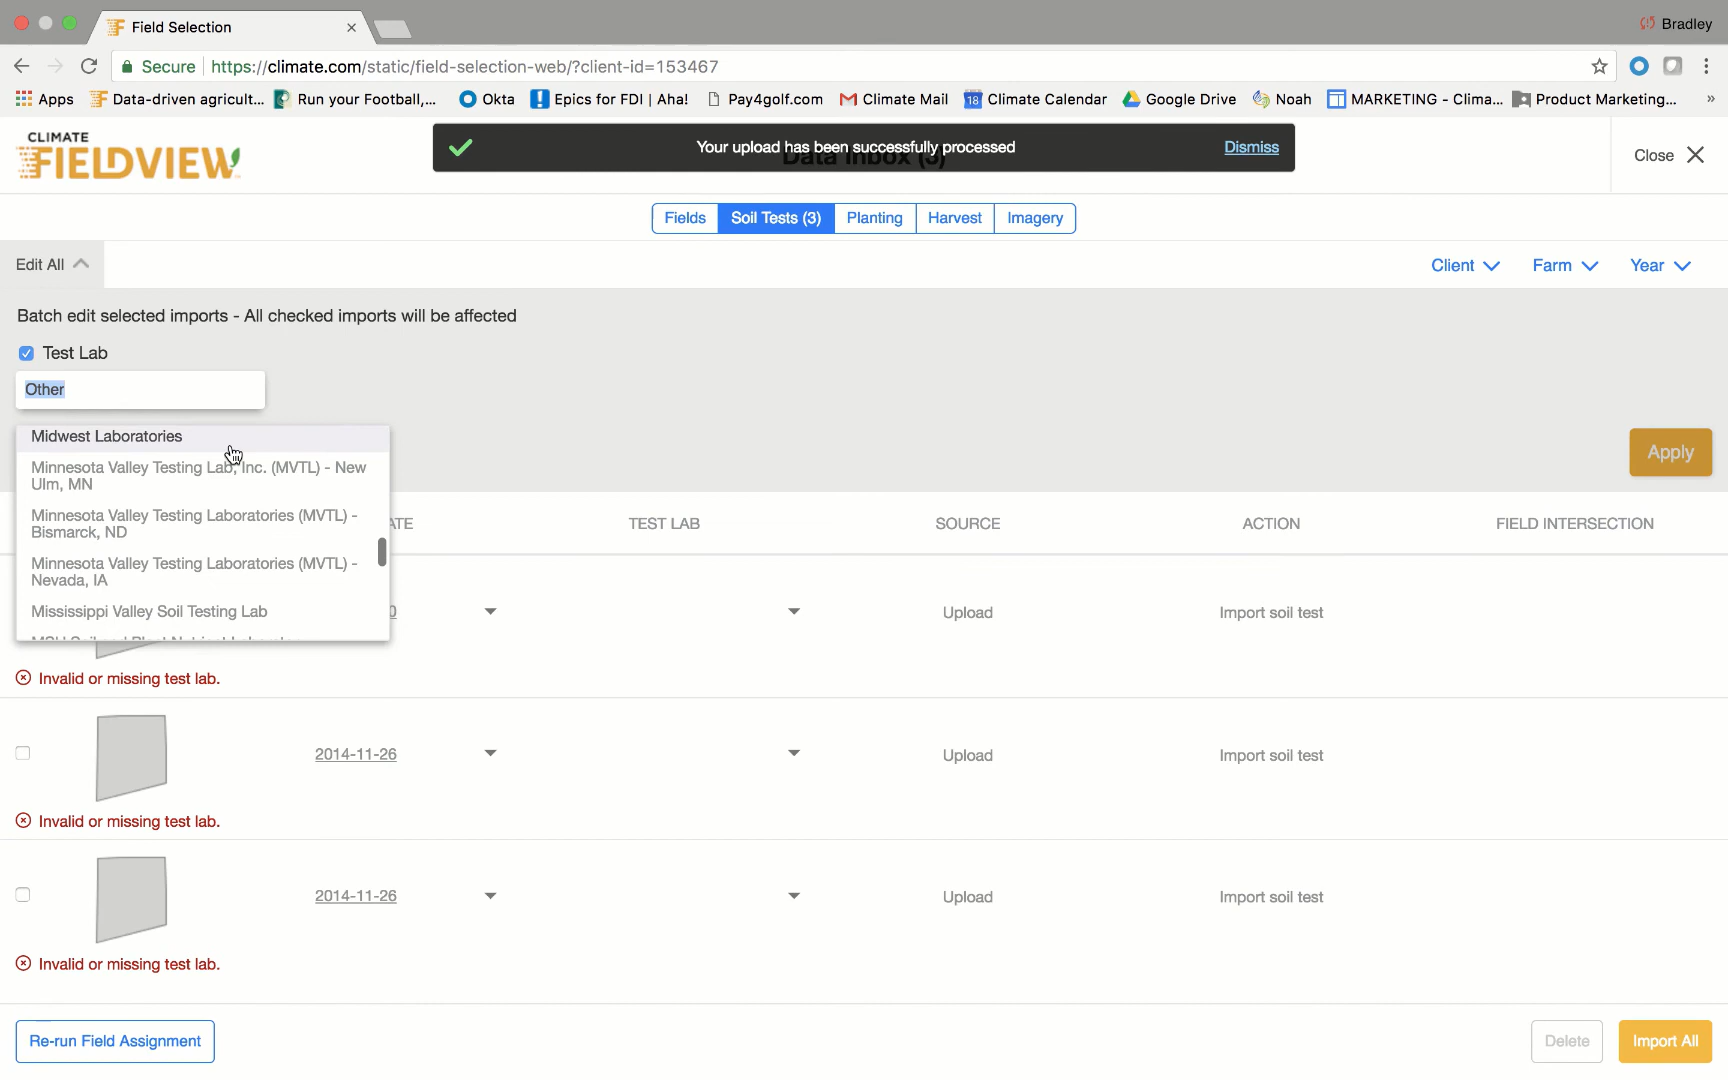 Field Selection
Bradley
Secure https://climate.com/static/field-selection-web/?client-id=153467
Apps Data-driven agricult... Run your Football,... Okta Epics for FDI | Aha! Pay4golf.com Climate Mail 18 Climate Calendar Google Drive Noah MARKETING - Clima... Product Marketing... »
CLIMATE
FIELDVIEW
Your upload has been successfully processed Dismiss
Data Inbox (3)
Close
Fields Soil Tests (3) Planting Harvest Imagery
Edit All Client Farm Year
Batch edit selected imports - All checked imports will be affected
Test Lab
Other
Midwest Laboratories
Minnesota Valley Testing Lab, Inc. (MVTL) - New
Ulm, MN
Minnesota Valley Testing Laboratories (MVTL) -
Bismarck, ND
Minnesota Valley Testing Laboratories (MVTL) -
Nevada, IA
Mississippi Valley Soil Testing Lab
Apply
ATE TEST LAB SOURCE ACTION FIELD INTERSECTION
0 Upload Import soil test
Invalid or missing test lab.
2014-11-26 Upload Import soil test
Invalid or missing test lab.
2014-11-26 Upload Import soil test
Invalid or missing test lab.
Re-run Field Assignment Delete Import All